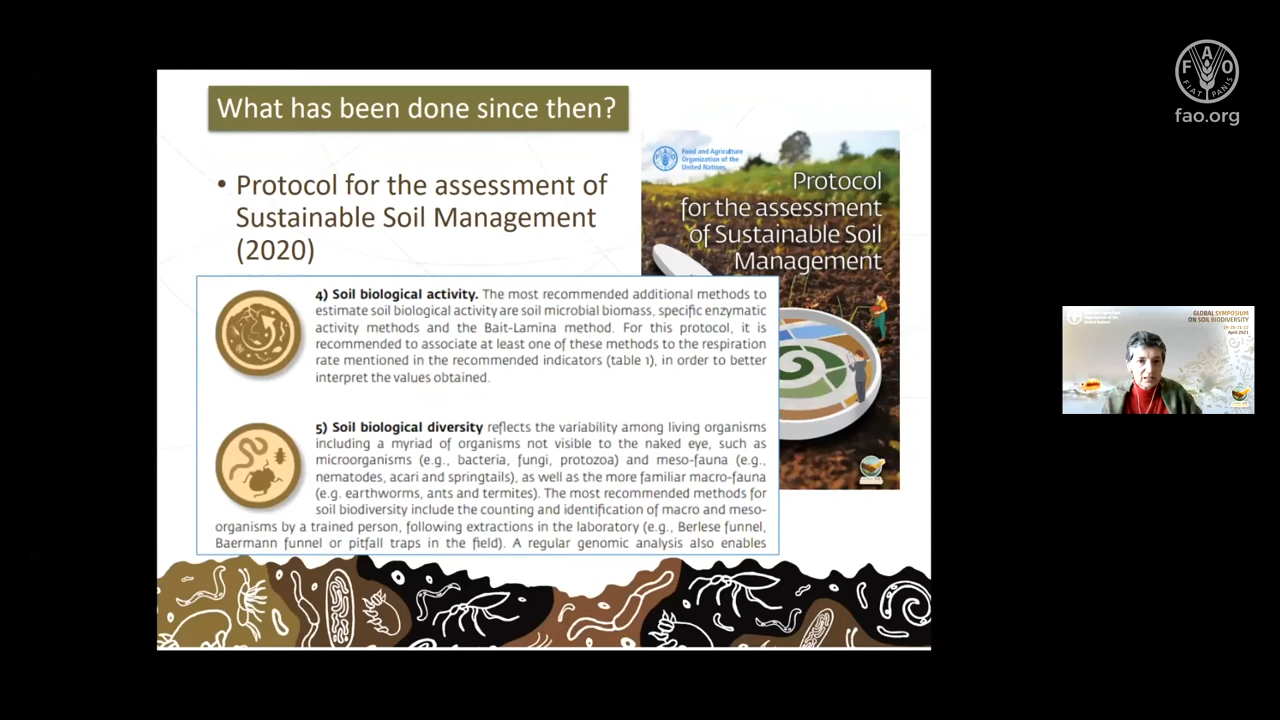 What has been done since then?
• Protocol for the assessment of
Sustainable Soil Management
(2020)
Food and Agriculture
Organization of the
United Nations
Protocol
for the assessment
of Sustainable Soil
Management
4) Soil biological activity. The most recommended additional methods to
estimate soil biological activity are soil microbial biomass, specific enzymatic
activity methods and the Bait-Lamina method. For this protocol, it is
recommended to associate at least one of these methods to the respiration
rate mentioned in the recommended indicators (table 1), in order to better
interpret the values obtained.
5) Soil biological diversity reflects the variability among living organisms
including a myriad of organisms not visible to the naked eye, such as
microorganisms (e.g., bacteria, fungi, protozoa) and meso-fauna (e.g.,
nematodes, acari and springtails), as well as the more familiar macro-fauna
(e.g. earthworms, ants and termites). The most recommended methods for
soil biodiversity include the counting and identification of macro and meso-
organisms by a trained person, following extractions in the laboratory (e.g., Berlese funnel,
Baermann funnel or pitfall traps in the field). A regular genomic analysis also enables
F A O
FIAT PANIS
fao.org
GLOBAL SYMPOSIUM
ON SOIL BIODIVERSITY
19-20-21-22
April 2021